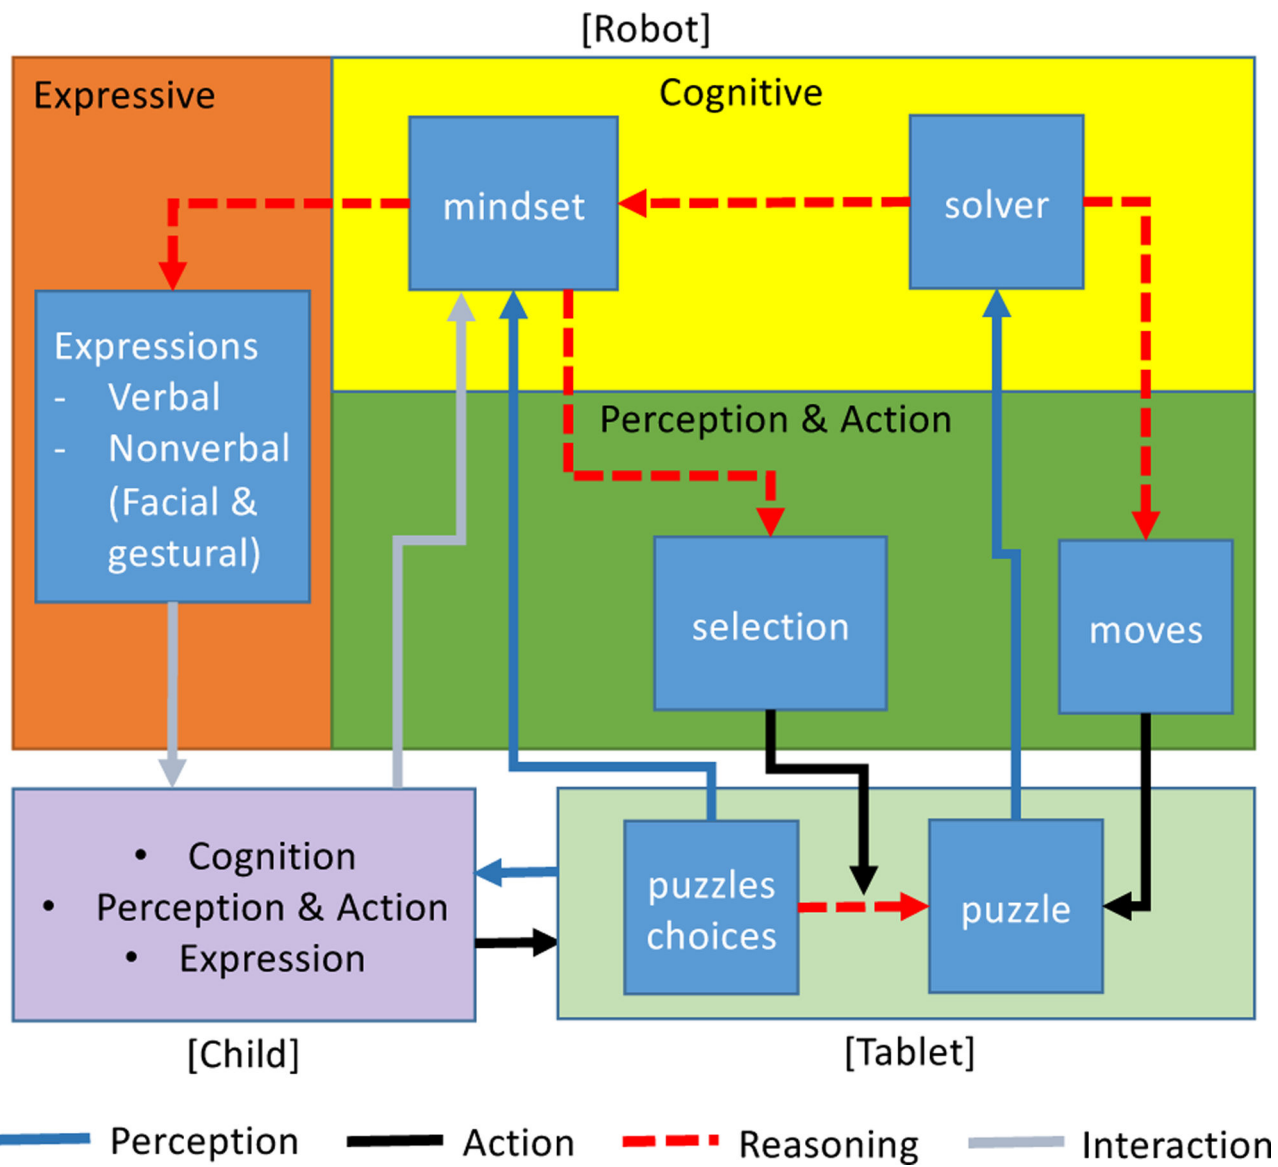 [Robot]
Expressive
Cognitive
mindset
solver
Expressions
- Verbal
- Nonverbal
(Facial &
gestural)
Perception & Action
selection
moves
• Cognition
• Perception & Action
• Expression
puzzles
choices
puzzle
[Child]
[Tablet]
Perception
Action
Reasoning
Interaction